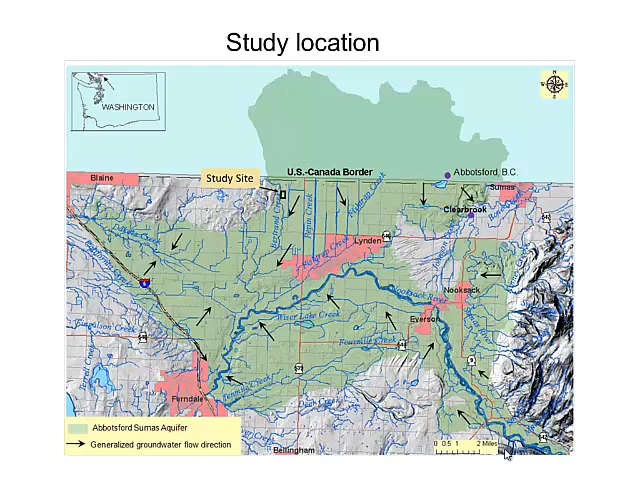 Study location
N
W
E
S
WASHINGTON
U.S.-Canada Border
Abbotsford, B.C.
Blaine
Study Site
Sumas
Clearbrook
Bertrand Creek
Fishtrap Creek
Dakota Creek
Lynden
Fishtrap Creek
Nooksack River
Nooksack
Wiser Lake Creek
Everson
Fourmile Creek
Tenmile Creek
Deer Creek
Ferndale
Abbotsford Sumas Aquifer
Generalized groundwater flow direction
Bellingham
0 0.5 1 2 Miles